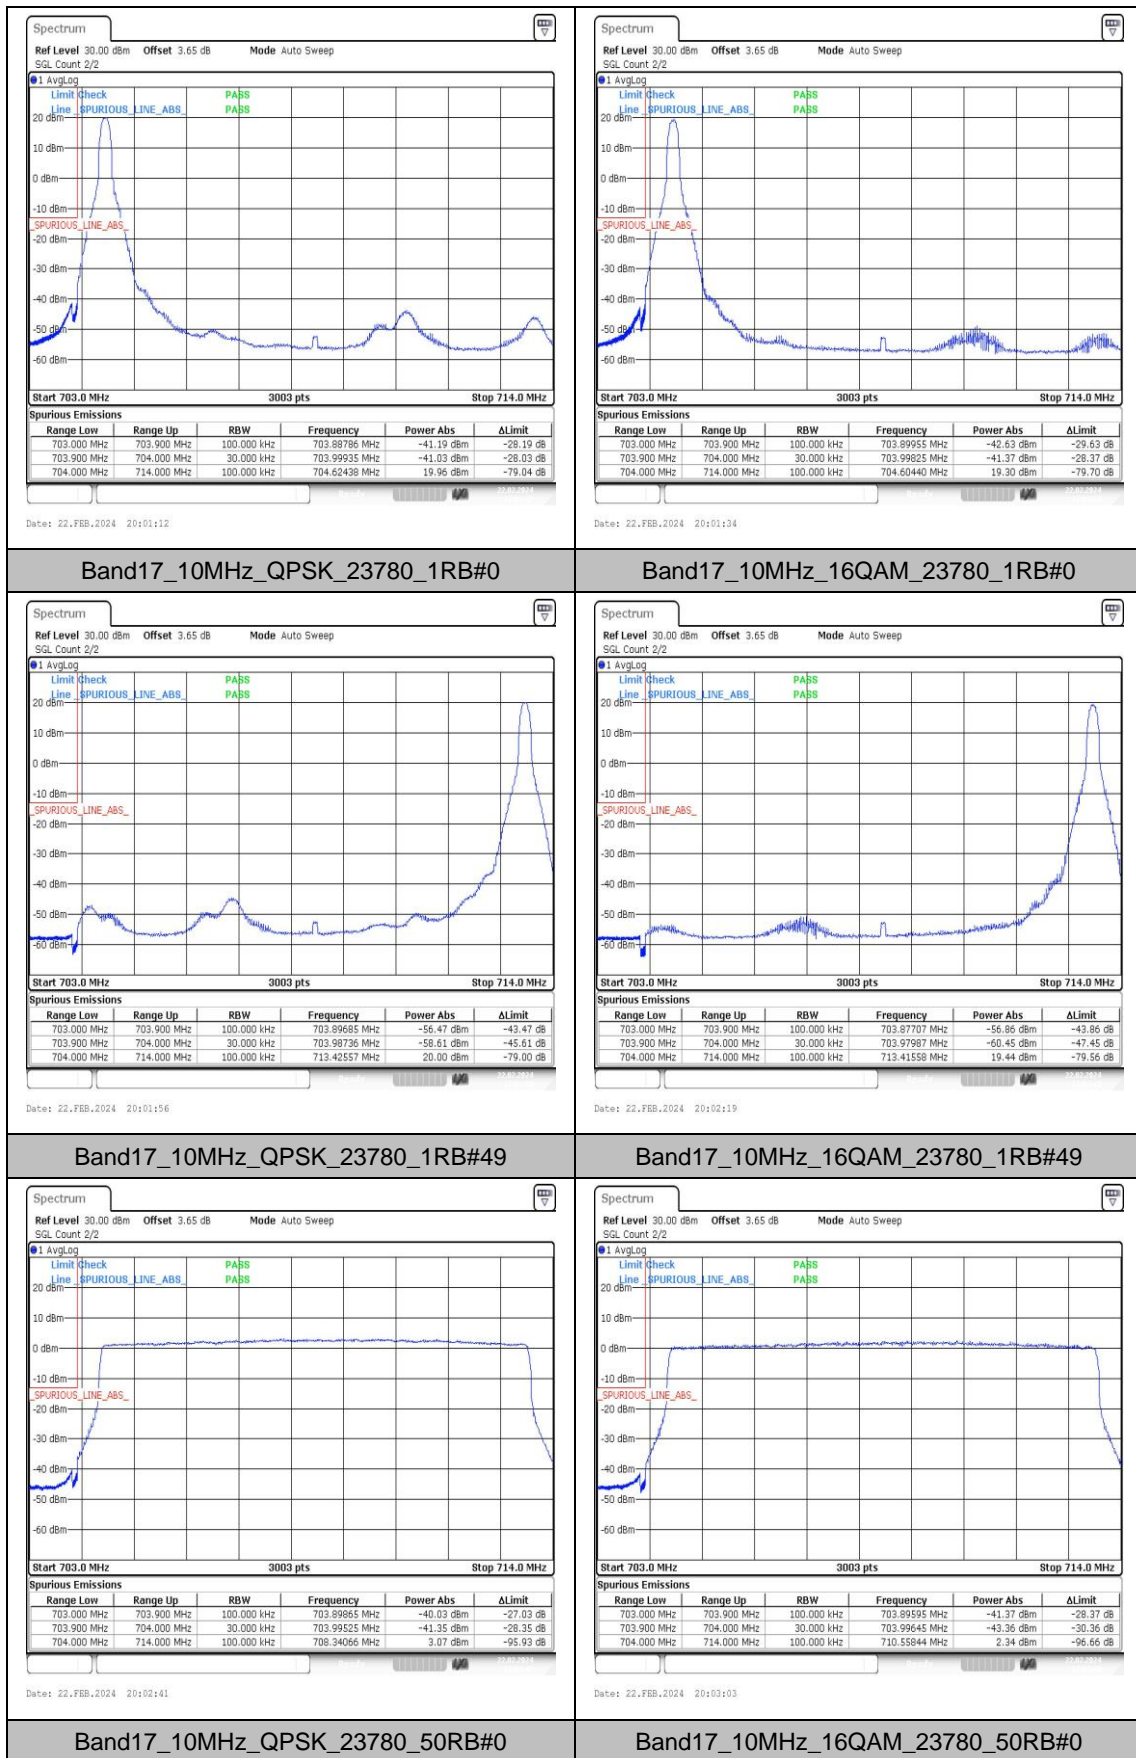 Spectrum
Ref Level 30.00 dBm Offset 3.65 dB Mode Auto Sweep
SGL Count 2/2
1 AvgLog
Limit Check PASS
Line _SPURIOUS_LINE_ABS_ PASS
20 dBm
10 dBm
0 dBm
-10 dBm
_SPURIOUS_LINE_ABS_
-20 dBm
-30 dBm
-40 dBm
-50 dBm
-60 dBm
Start 703.0 MHz 3003 pts Stop 714.0 MHz
Spurious Emissions
Range Low Range Up RBW Frequency Power Abs ΔLimit
703.000 MHz 703.900 MHz 100.000 kHz 703.88786 MHz -41.19 dBm -28.19 dB
703.900 MHz 704.000 MHz 30.000 kHz 703.99935 MHz -41.03 dBm -28.03 dB
704.000 MHz 714.000 MHz 100.000 kHz 704.62438 MHz 19.96 dBm -79.04 dB
Date: 22.FEB.2024 20:01:12
Spectrum
Ref Level 30.00 dBm Offset 3.65 dB Mode Auto Sweep
SGL Count 2/2
1 AvgLog
Limit Check PASS
Line _SPURIOUS_LINE_ABS_ PASS
20 dBm
10 dBm
0 dBm
-10 dBm
_SPURIOUS_LINE_ABS_
-20 dBm
-30 dBm
-40 dBm
-50 dBm
-60 dBm
Start 703.0 MHz 3003 pts Stop 714.0 MHz
Spurious Emissions
Range Low Range Up RBW Frequency Power Abs ΔLimit
703.000 MHz 703.900 MHz 100.000 kHz 703.89955 MHz -42.63 dBm -29.63 dB
703.900 MHz 704.000 MHz 30.000 kHz 703.99825 MHz -41.37 dBm -28.37 dB
704.000 MHz 714.000 MHz 100.000 kHz 704.60440 MHz 19.30 dBm -79.70 dB
Date: 22.FEB.2024 20:01:34
Band17_10MHz_QPSK_23780_1RB#0
Band17_10MHz_16QAM_23780_1RB#0
Spectrum
Ref Level 30.00 dBm Offset 3.65 dB Mode Auto Sweep
SGL Count 2/2
1 AvgLog
Limit Check PASS
Line _SPURIOUS_LINE_ABS_ PASS
20 dBm
10 dBm
0 dBm
-10 dBm
_SPURIOUS_LINE_ABS_
-20 dBm
-30 dBm
-40 dBm
-50 dBm
-60 dBm
Start 703.0 MHz 3003 pts Stop 714.0 MHz
Spurious Emissions
Range Low Range Up RBW Frequency Power Abs ΔLimit
703.000 MHz 703.900 MHz 100.000 kHz 703.89685 MHz -56.47 dBm -43.47 dB
703.900 MHz 704.000 MHz 30.000 kHz 703.98736 MHz -58.61 dBm -45.61 dB
704.000 MHz 714.000 MHz 100.000 kHz 713.42557 MHz 20.00 dBm -79.00 dB
Date: 22.FEB.2024 20:01:56
Spectrum
Ref Level 30.00 dBm Offset 3.65 dB Mode Auto Sweep
SGL Count 2/2
1 AvgLog
Limit Check PASS
Line _SPURIOUS_LINE_ABS_ PASS
20 dBm
10 dBm
0 dBm
-10 dBm
_SPURIOUS_LINE_ABS_
-20 dBm
-30 dBm
-40 dBm
-50 dBm
-60 dBm
Start 703.0 MHz 3003 pts Stop 714.0 MHz
Spurious Emissions
Range Low Range Up RBW Frequency Power Abs ΔLimit
703.000 MHz 703.900 MHz 100.000 kHz 703.87707 MHz -56.86 dBm -43.86 dB
703.900 MHz 704.000 MHz 30.000 kHz 703.97987 MHz -60.45 dBm -47.45 dB
704.000 MHz 714.000 MHz 100.000 kHz 713.41558 MHz 19.44 dBm -79.56 dB
Date: 22.FEB.2024 20:02:19
Band17_10MHz_QPSK_23780_1RB#49
Band17_10MHz_16QAM_23780_1RB#49
Spectrum
Ref Level 30.00 dBm Offset 3.65 dB Mode Auto Sweep
SGL Count 2/2
1 AvgLog
Limit Check PASS
Line _SPURIOUS_LINE_ABS_ PASS
20 dBm
10 dBm
0 dBm
-10 dBm
_SPURIOUS_LINE_ABS_
-20 dBm
-30 dBm
-40 dBm
-50 dBm
-60 dBm
Start 703.0 MHz 3003 pts Stop 714.0 MHz
Spurious Emissions
Range Low Range Up RBW Frequency Power Abs ΔLimit
703.000 MHz 703.900 MHz 100.000 kHz 703.89865 MHz -40.03 dBm -27.03 dB
703.900 MHz 704.000 MHz 30.000 kHz 703.99525 MHz -41.35 dBm -28.35 dB
704.000 MHz 714.000 MHz 100.000 kHz 708.34066 MHz 3.07 dBm -95.93 dB
Date: 22.FEB.2024 20:02:41
Spectrum
Ref Level 30.00 dBm Offset 3.65 dB Mode Auto Sweep
SGL Count 2/2
1 AvgLog
Limit Check PASS
Line _SPURIOUS_LINE_ABS_ PASS
20 dBm
10 dBm
0 dBm
-10 dBm
_SPURIOUS_LINE_ABS_
-20 dBm
-30 dBm
-40 dBm
-50 dBm
-60 dBm
Start 703.0 MHz 3003 pts Stop 714.0 MHz
Spurious Emissions
Range Low Range Up RBW Frequency Power Abs ΔLimit
703.000 MHz 703.900 MHz 100.000 kHz 703.89595 MHz -41.37 dBm -28.37 dB
703.900 MHz 704.000 MHz 30.000 kHz 703.99645 MHz -43.36 dBm -30.36 dB
704.000 MHz 714.000 MHz 100.000 kHz 710.55844 MHz 2.34 dBm -96.66 dB
Date: 22.FEB.2024 20:03:03
Band17_10MHz_QPSK_23780_50RB#0
Band17_10MHz_16QAM_23780_50RB#0